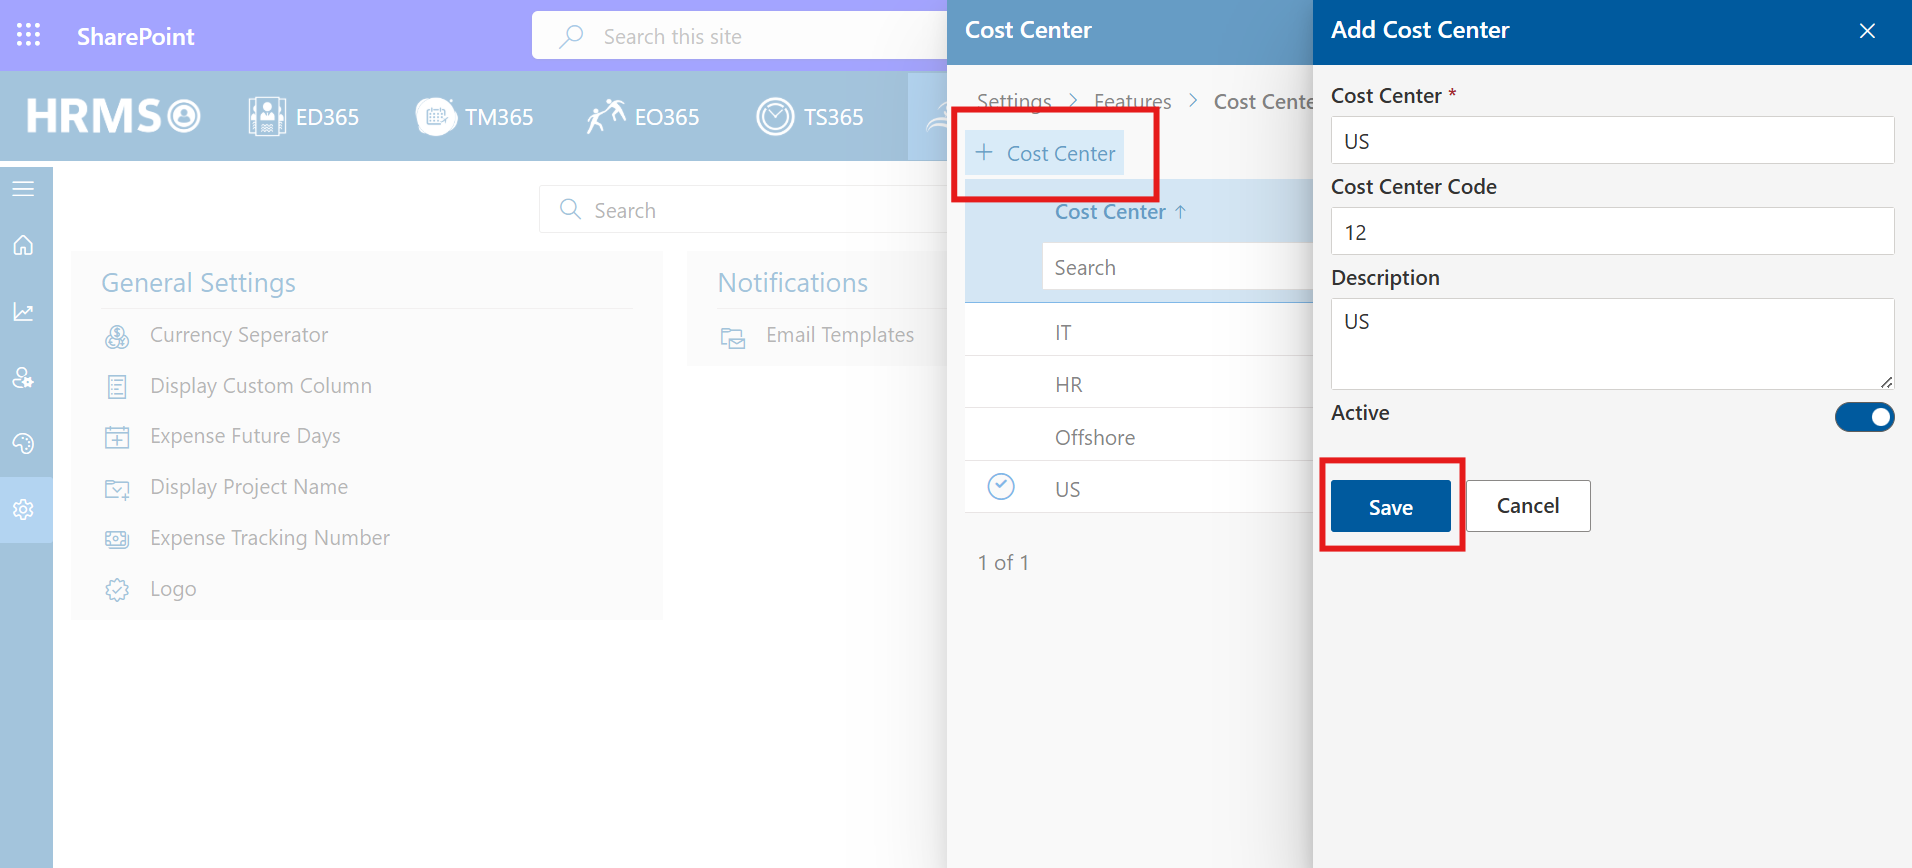 SharePoint
Search this site
HRMS
ED365
TM365
EO365
TS365
Search
General Settings
Currency Seperator
Display Custom Column
Expense Future Days
Display Project Name
Expense Tracking Number
Logo
Notifications
Email Templates
Cost Center
Settings > Features > Cost Cente
+ Cost Center
Cost Center ↑
Search
IT
HR
Offshore
US
1 of 1
Add Cost Center
Cost Center *
US
Cost Center Code
12
Description
US
Active
Save
Cancel